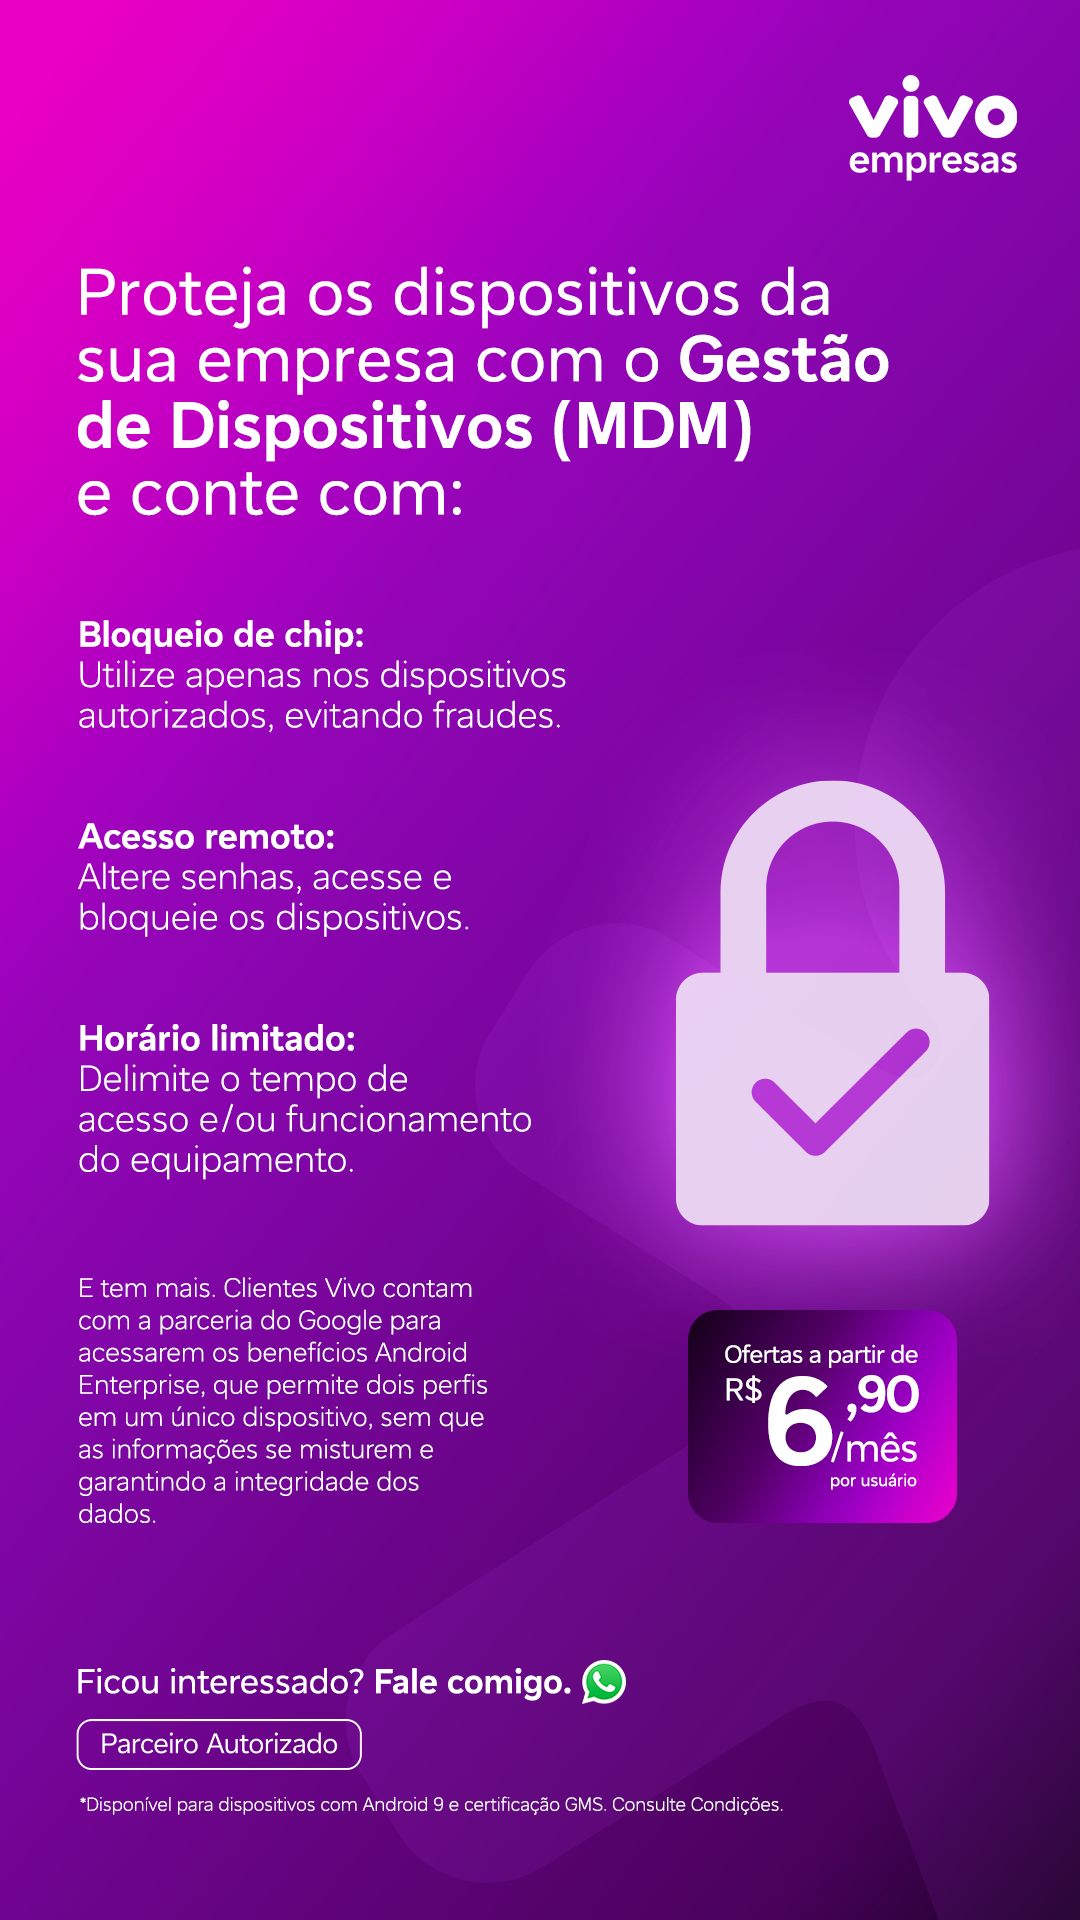 vivo
empresas
Proteja os dispositivos da
sua empresa com o Gestão
de Dispositivos (MDM)
e conte com:
Bloqueio de chip:
Utilize apenas nos dispositivos
autorizados, evitando fraudes.
Acesso remoto:
Altere senhas, acesse e
bloqueie os dispositivos.
Horário limitado:
Delimite o tempo de
acesso e/ou funcionamento
do equipamento.
E tem mais. Clientes Vivo contam
com a parceria do Google para
acessarem os benefícios Android
Enterprise, que permite dois perfis
em um único dispositivo, sem que
as informações se misturem e
garantindo a integridade dos
dados.
Ofertas a partir de
R$ 6,90
/mês
por usuário
Ficou interessado? Fale comigo.
Parceiro Autorizado
*Disponível para dispositivos com Android 9 e certificação GMS. Consulte Condições.